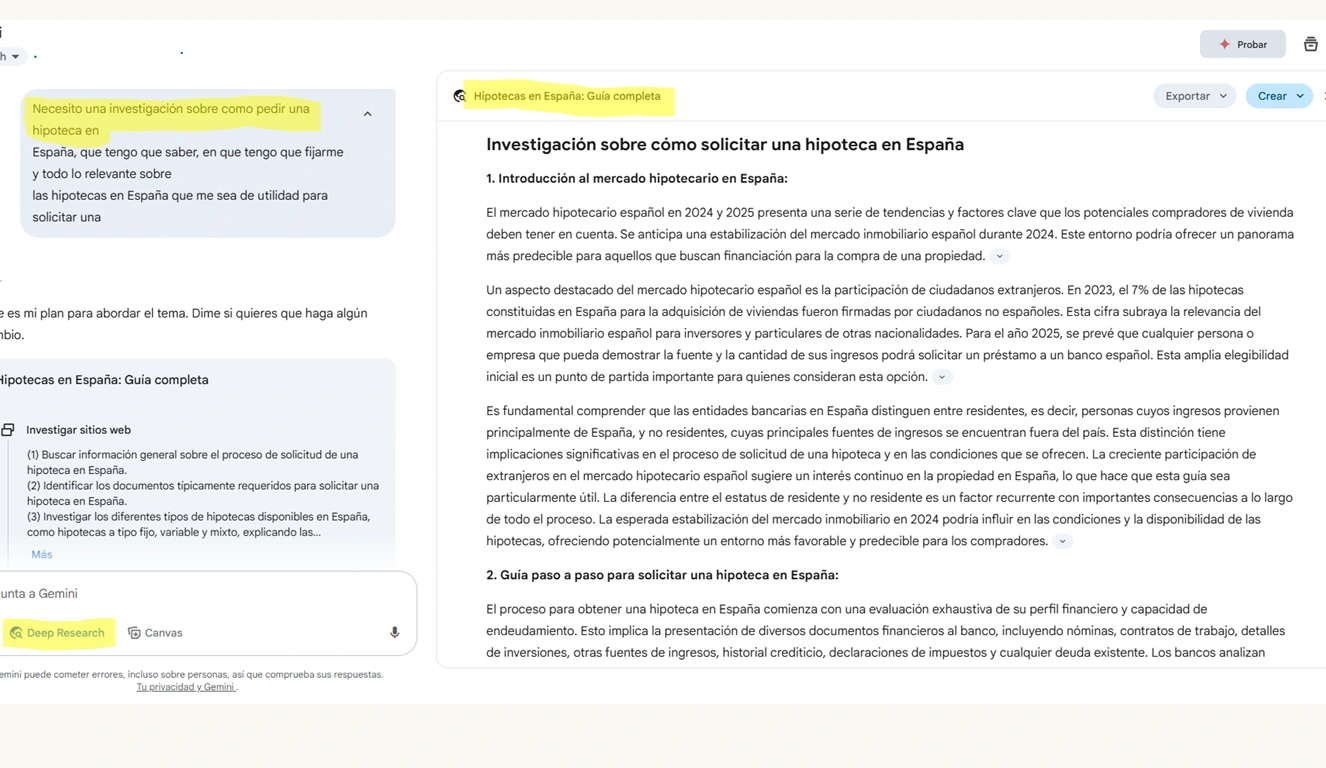 i
h
Probar
Necesito una investigación sobre como pedir una
hipoteca en
España, que tengo que saber, en que tengo que fijarme
y todo lo relevante sobre
las hipotecas en España que me sea de utilidad para
solicitar una
e es mi plan para abordar el tema. Dime si quieres que haga algún
mbio.
Hipotecas en España: Guía completa
Investigar sitios web
(1) Buscar información general sobre el proceso de solicitud de una
hipoteca en España.
(2) Identificar los documentos típicamente requeridos para solicitar una
hipoteca en España.
(3) Investigar los diferentes tipos de hipotecas disponibles en España,
como hipotecas a tipo fijo, variable y mixto, explicando las...
Más
unta a Gemini
Deep Research
Canvas
emini puede cometer errores, incluso sobre personas, así que comprueba sus respuestas.
Tu privacidad y Gemini
Hipotecas en España: Guía completa
Exportar
Crear
Investigación sobre cómo solicitar una hipoteca en España
1. Introducción al mercado hipotecario en España:
El mercado hipotecario español en 2024 y 2025 presenta una serie de tendencias y factores clave que los potenciales compradores de vivienda
deben tener en cuenta. Se anticipa una estabilización del mercado inmobiliario español durante 2024. Este entorno podría ofrecer un panorama
más predecible para aquellos que buscan financiación para la compra de una propiedad.
Un aspecto destacado del mercado hipotecario español es la participación de ciudadanos extranjeros. En 2023, el 7% de las hipotecas
constituidas en España para la adquisición de viviendas fueron firmadas por ciudadanos no españoles. Esta cifra subraya la relevancia del
mercado inmobiliario español para inversores y particulares de otras nacionalidades. Para el año 2025, se prevé que cualquier persona o
empresa que pueda demostrar la fuente y la cantidad de sus ingresos podrá solicitar un préstamo a un banco español. Esta amplia elegibilidad
inicial es un punto de partida importante para quienes consideran esta opción.
Es fundamental comprender que las entidades bancarias en España distinguen entre residentes, es decir, personas cuyos ingresos provienen
principalmente de España, y no residentes, cuyas principales fuentes de ingresos se encuentran fuera del país. Esta distinción tiene
implicaciones significativas en el proceso de solicitud de una hipoteca y en las condiciones que se ofrecen. La creciente participación de
extranjeros en el mercado hipotecario español sugiere un interés continuo en la propiedad en España, lo que hace que esta guía sea
particularmente útil. La diferencia entre el estatus de residente y no residente es un factor recurrente con importantes consecuencias a lo largo
de todo el proceso. La esperada estabilización del mercado inmobiliario en 2024 podría influir en las condiciones y la disponibilidad de las
hipotecas, ofreciendo potencialmente un entorno más favorable y predecible para los compradores.
2. Guía paso a paso para solicitar una hipoteca en España:
El proceso para obtener una hipoteca en España comienza con una evaluación exhaustiva de su perfil financiero y capacidad de
endeudamiento. Esto implica la presentación de diversos documentos financieros al banco, incluyendo nóminas, contratos de trabajo, detalles
de inversiones, otras fuentes de ingresos, historial crediticio, declaraciones de impuestos y cualquier deuda existente. Los bancos analizan